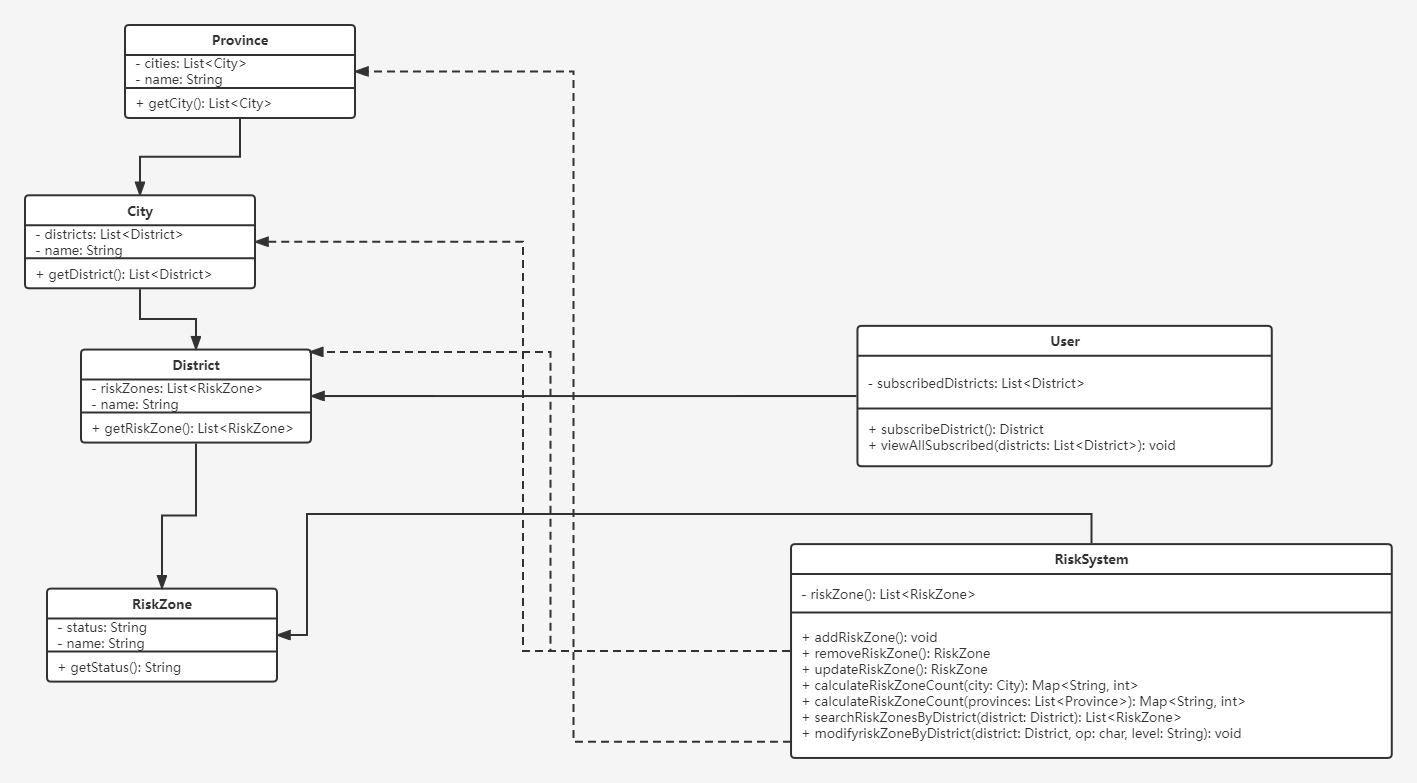 Province
- cities: List<City>
- name: String
+ getCity(): List<City>
City
- districts: List<District>
- name: String
+ getDistrict(): List<District>
District
- riskZones: List<RiskZone>
- name: String
+ getRiskZone(): List<RiskZone>
User
- subscribedDistricts: List<District>
+ subscribeDistrict(): District
+ viewAllSubscribed(districts: List<District>): void
RiskZone
- status: String
- name: String
+ getStatus(): String
RiskSystem
- riskZone(): List<RiskZone>
+ addRiskZone(): void
+ removeRiskZone(): RiskZone
+ updateRiskZone(): RiskZone
+ calculateRiskZoneCount(city: City): Map<String, int>
+ calculateRiskZoneCount(provinces: List<Province>): Map<String, int>
+ searchRiskZonesByDistrict(district: District): List<RiskZone>
+ modifyriskZoneByDistrict(district: District, op: char, level: String): void